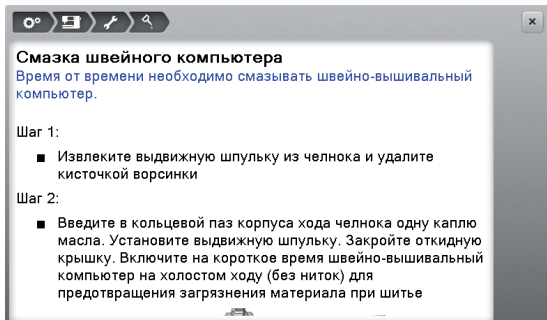 Смазка швейного компьютера
Время от времени необходимо смазывать швейно-вышивальный
компьютер.
Шаг 1:
■ Извлеките выдвижную шпульку из челнока и удалите
кисточкой ворсинки
Шаг 2:
■ Введите в кольцевой паз корпуса хода челнока одну каплю
масла. Установите выдвижную шпульку. Закройте откидную
крышку. Включите на короткое время швейно-вышивальный
компьютер на холостом ходу (без ниток) для
предотвращения загрязнения материала при шитье